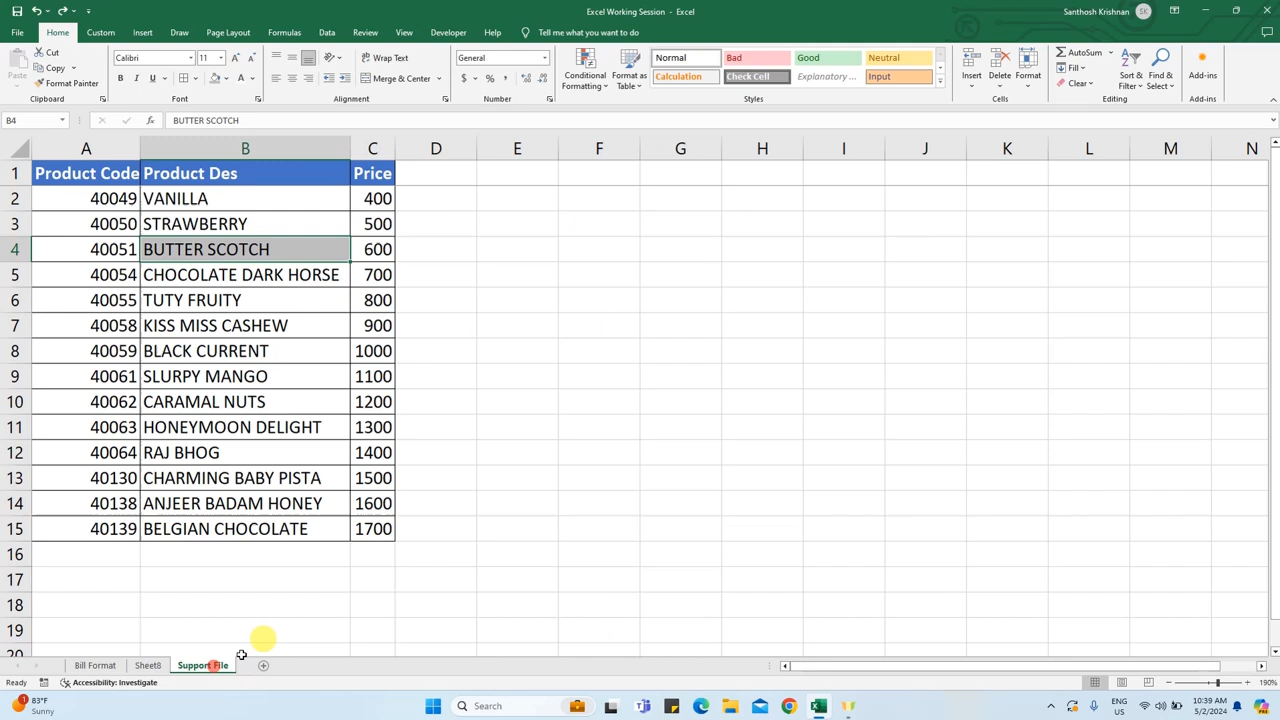 Excel Working Session - Excel
Santhosh Krishnan SK
File Home Custom Insert Draw Page Layout Formulas Data Review View Developer Help Tell me what you want to do
Paste Cut
Copy
Format Painter
Clipboard
Calibri 11
B I U
Font
Wrap Text
Merge & Center
Alignment
General
Number
Conditional Formatting
Format as Table
Normal Bad Good Neutral
Calculation Check Cell Explanatory ... Input
Styles
Insert Delete Format
Cells
AutoSum
Fill
Clear
Sort & Filter
Find & Select
Editing
Add-ins
Add-ins
B4 BUTTER SCOTCH
A B C D E F G H I J K L M N
1 Product Code Product Des Price
2 40049 VANILLA 400
3 40050 STRAWBERRY 500
4 40051 BUTTER SCOTCH 600
5 40054 CHOCOLATE DARK HORSE 700
6 40055 TUTY FRUITY 800
7 40058 KISS MISS CASHEW 900
8 40059 BLACK CURRENT 1000
9 40061 SLURPY MANGO 1100
10 40062 CARAMAL NUTS 1200
11 40063 HONEYMOON DELIGHT 1300
12 40064 RAJ BHOG 1400
13 40130 CHARMING BABY PISTA 1500
14 40138 ANJEER BADAM HONEY 1600
15 40139 BELGIAN CHOCOLATE 1700
16
17
18
19
20
Bill Format Sheet8 Support File
Ready Accessibility: Investigate 190%
83°F
Sunny
Search
ENG
US
10:39 AM
5/2/2024